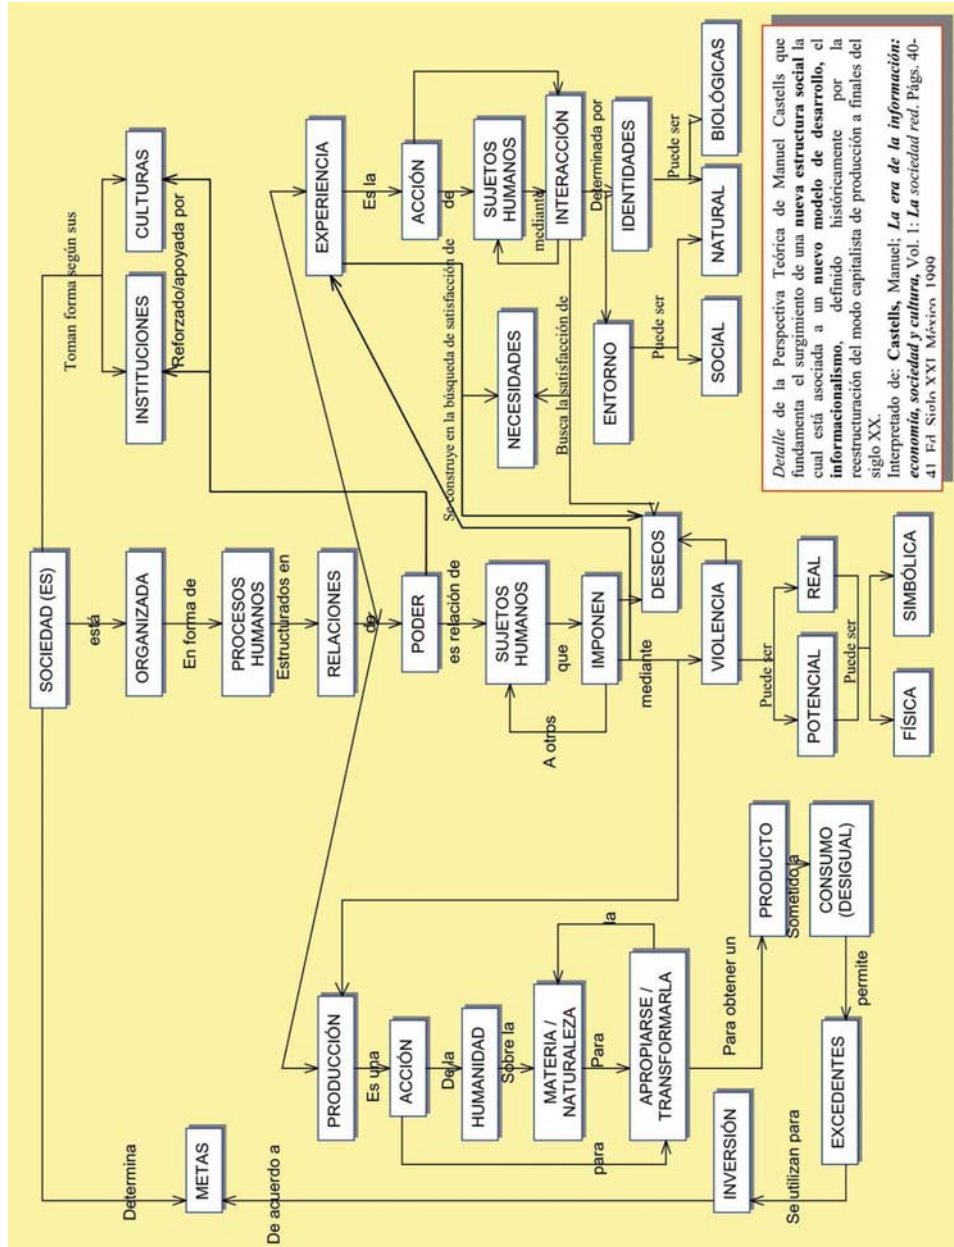 SOCIEDAD (ES)
Determina
METAS
De acuerdo a
Toman forma según sus
INSTITUCIONES
CULTURAS
Reforzado/apoyada por
está
ORGANIZADA
En forma de
PROCESOS
HUMANOS
Estructurados en
RELACIONES
de
PRODUCCIÓN
Es una
ACCIÓN
De la
HUMANIDAD
Sobre la
MATERIA /
NATURALEZA
Para
la
para
APROPIARSE /
TRANSFORMARLA
Para obtener un
PRODUCTO
Sometido a
CONSUMO
(DESIGUAL)
permite
EXCEDENTES
Se utilizan para
INVERSIÓN
PODER
es relación de
SUJETOS
HUMANOS
que
A otros
IMPONEN
mediante
DESEOS
VIOLENCIA
Puede ser
POTENCIAL
REAL
Puede ser
FÍSICA
SIMBÓLICA
EXPERIENCIA
Es la
ACCIÓN
de
SUJETOS
HUMANOS
mediante
INTERACCIÓN
Determinada por
Se construye en la búsqueda de satisfacción de
NECESIDADES
Busca la satisfacción de
ENTORNO
IDENTIDADES
Puede ser
Puede ser
SOCIAL
NATURAL
BIOLÓGICAS
Detalle de la Perspectiva Teórica de Manuel Castells que
fundamenta el surgimiento de una nueva estructura social la
cual está asociada a un nuevo modelo de desarrollo, el
informacionalismo, definido históricamente por la
reestructuración del modo capitalista de producción a finales del
siglo XX.
Interpretado de: Castells, Manuel; La era de la información:
economía, sociedad y cultura, Vol. 1: La sociedad red. Págs. 40-
41 Ed. Siglo XXI México 1999